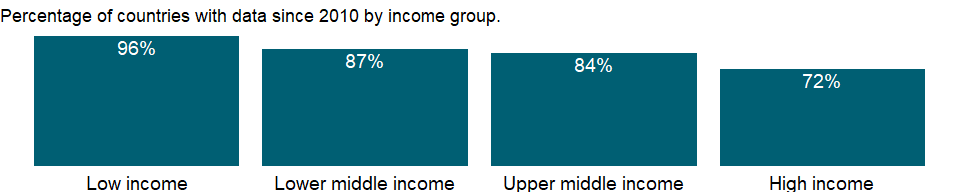 Percentage of countries with data since 2010 by income group.
96%
87%
84%
72%
Low income
Lower middle income
Upper middle income
High income